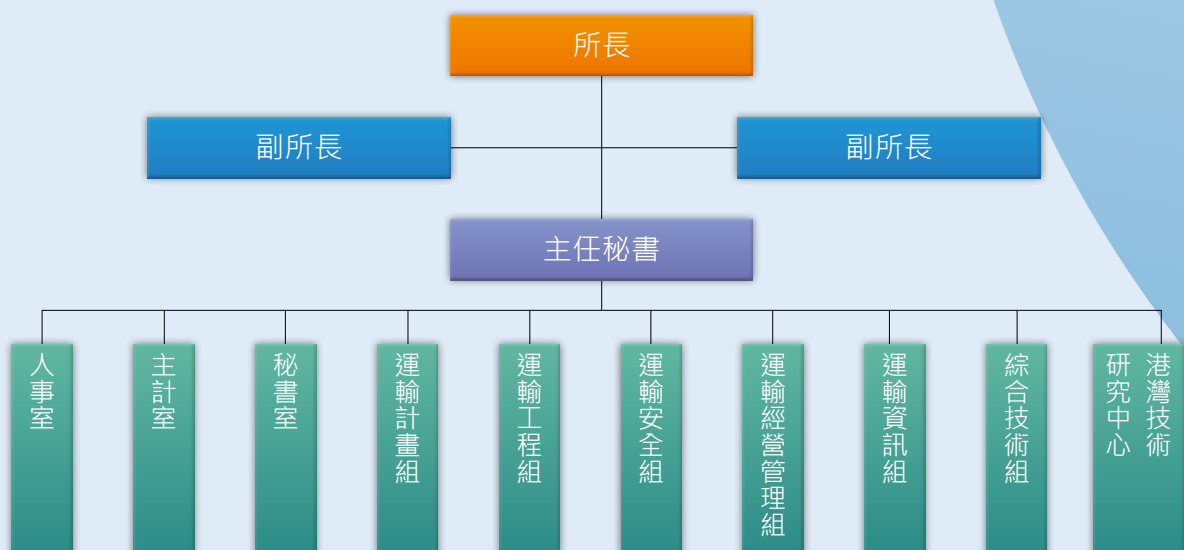 所長
副所長
副所長
主任秘書
人事室
主計室
秘書室
運輸計畫組
運輸工程組
運輸安全組
運輸經營管理組
運輸資訊組
綜合技術組
港灣技術
研究中心